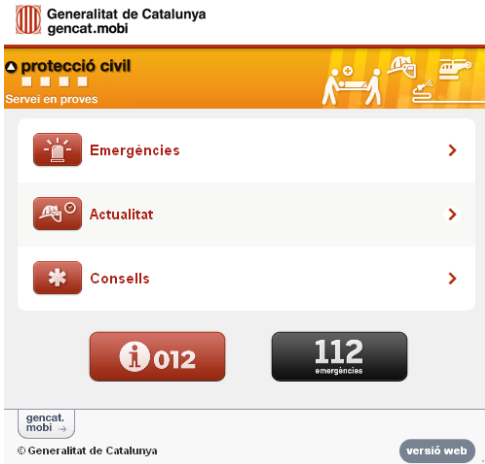 Generalitat de Catalunya
gencat.mobi
protecció civil
Servei en proves
Emergències
Actualitat
Consells
012
112
emergències
gencat.
mobi →
© Generalitat de Catalunya
versió web